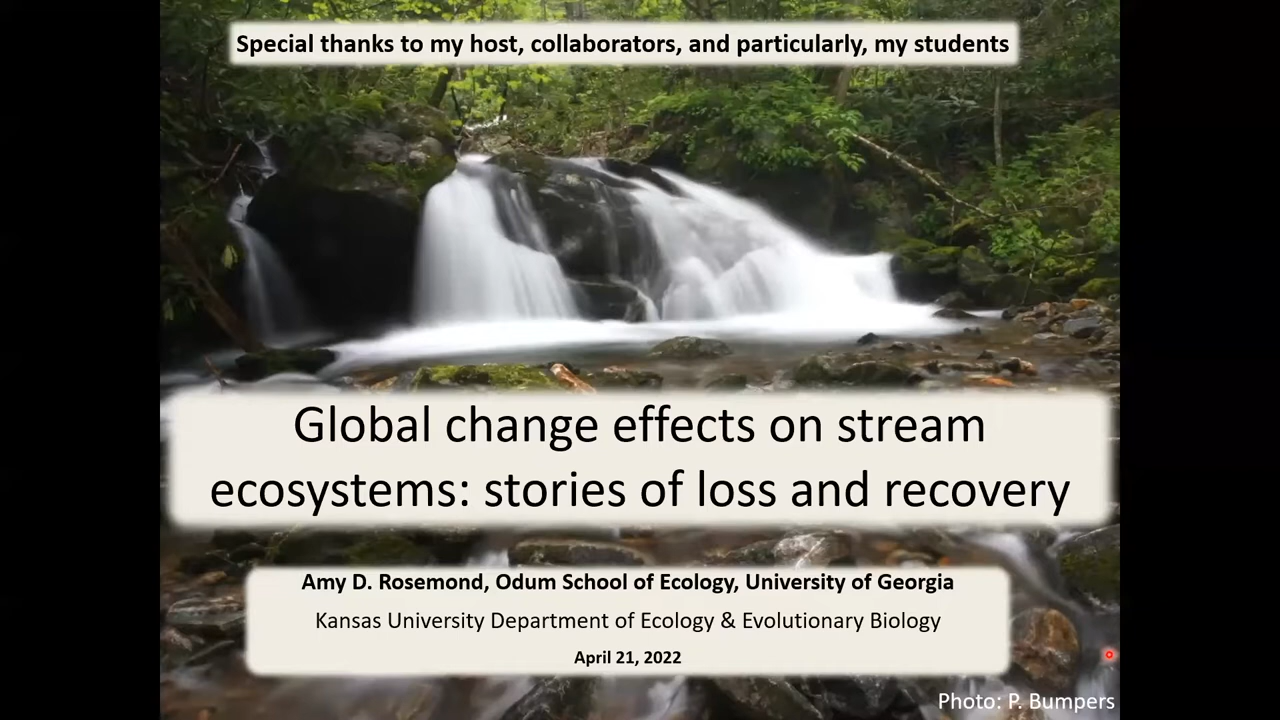 Special thanks to my host, collaborators, and particularly, my students
Global change effects on stream
ecosystems: stories of loss and recovery
Amy D. Rosemond, Odum School of Ecology, University of Georgia
Kansas University Department of Ecology & Evolutionary Biology
April 21, 2022
Photo: P. Bumpers